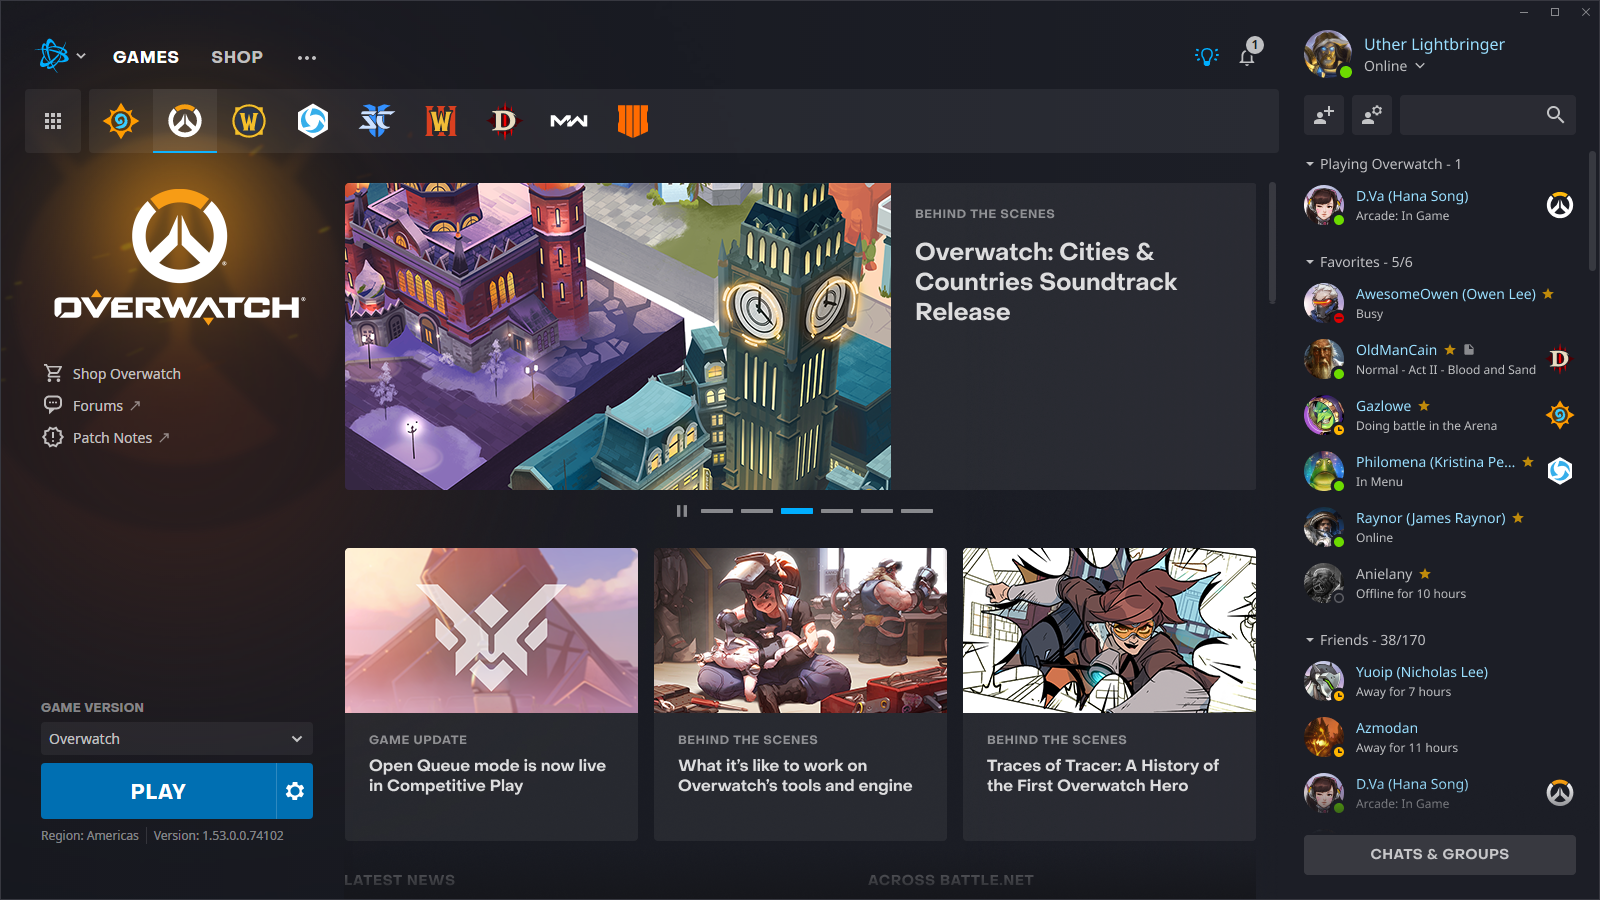 GAMES
SHOP
1
OVERWATCH
Shop Overwatch
Forums
Patch Notes
GAME VERSION
Overwatch
PLAY
Region: Americas
Version: 1.53.0.0.74102
BEHIND THE SCENES
Overwatch: Cities &
Countries Soundtrack
Release
GAME UPDATE
Open Queue mode is now live
in Competitive Play
BEHIND THE SCENES
What it’s like to work on
Overwatch’s tools and engine
BEHIND THE SCENES
Traces of Tracer: A History of
the First Overwatch Hero
LATEST NEWS
ACROSS BATTLE.NET
Uther Lightbringer
Online
Playing Overwatch - 1
D.Va (Hana Song)
Arcade: In Game
Favorites - 5/6
AwesomeOwen (Owen Lee)
Busy
OldManCain
Normal - Act II - Blood and Sand
Gazlowe
Doing battle in the Arena
Philomena (Kristina Pe...
In Menu
Raynor (James Raynor)
Online
Anielany
Offline for 10 hours
Friends - 38/170
Yuoip (Nicholas Lee)
Away for 7 hours
Azmodan
Away for 11 hours
D.Va (Hana Song)
Arcade: In Game
CHATS & GROUPS